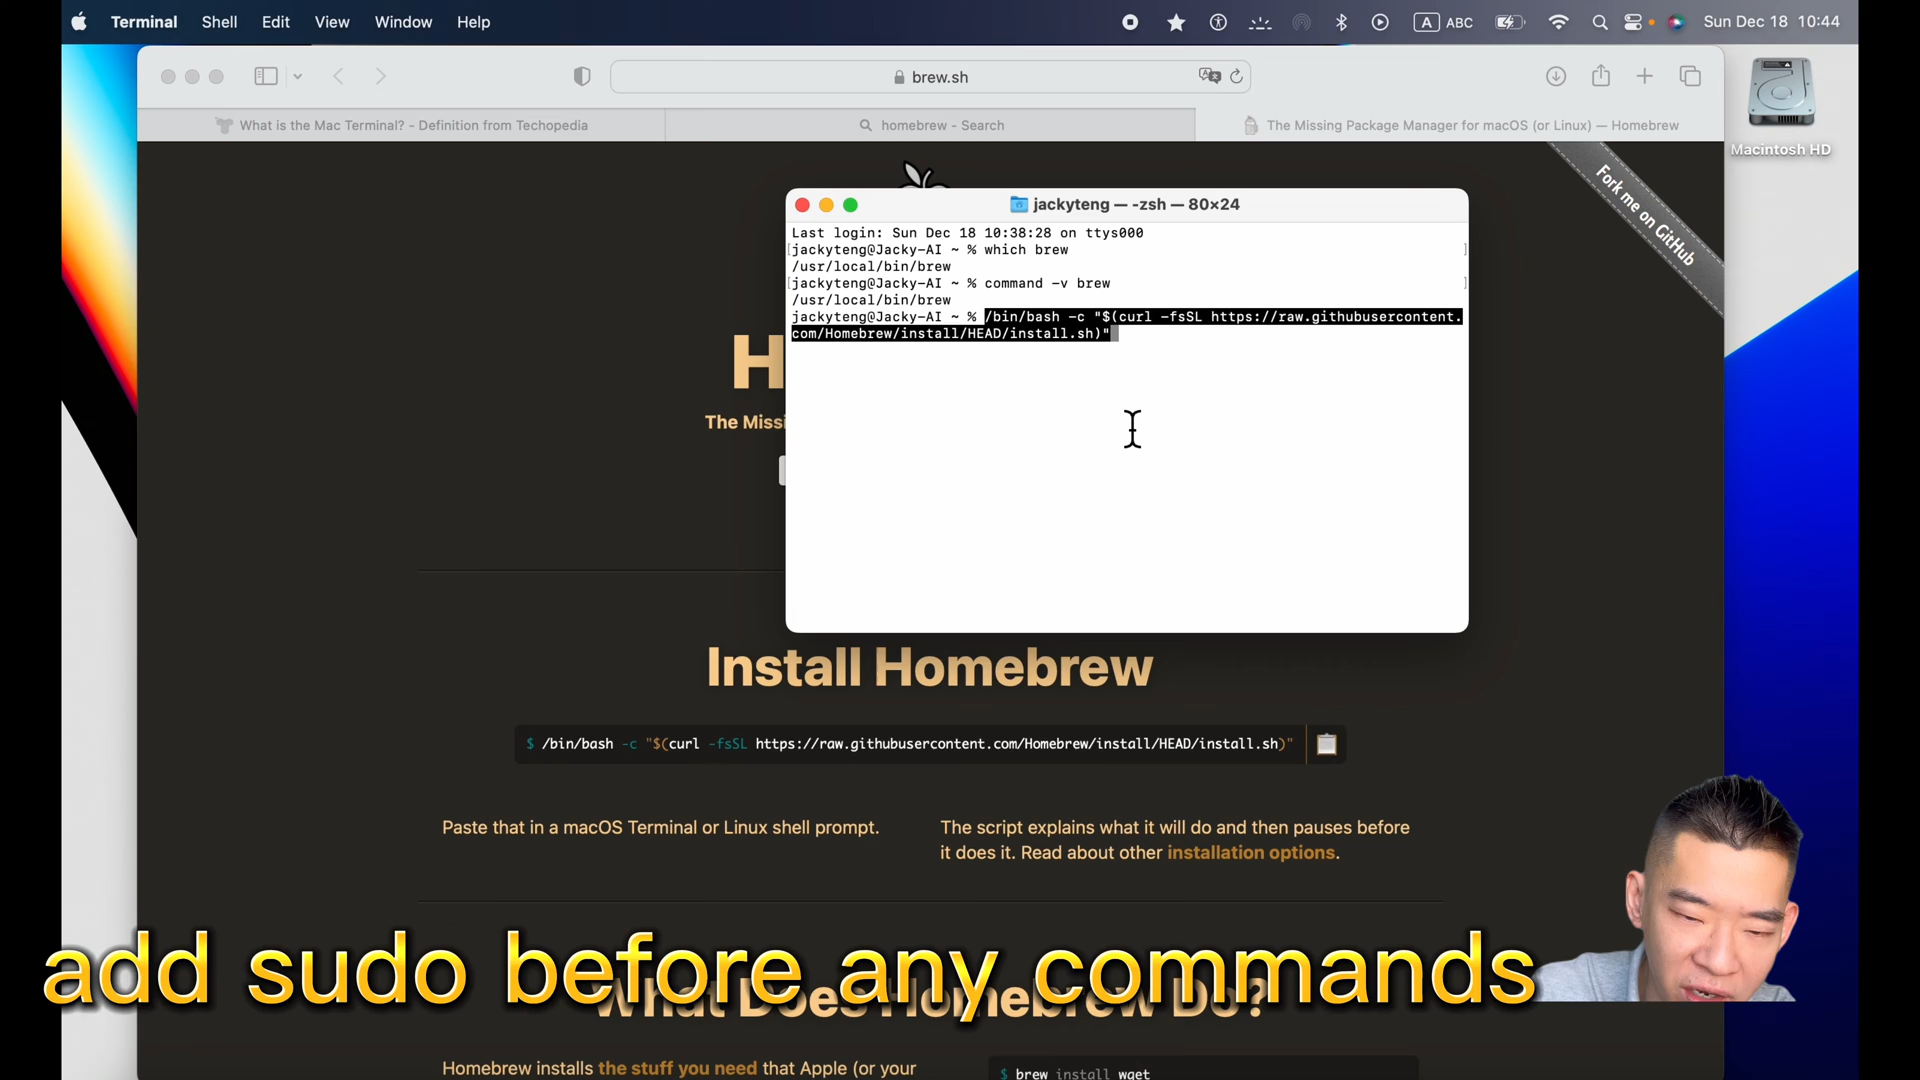 Terminal Shell Edit View Window Help A ABC Sun Dec 18 10:44
brew.sh
What is the Mac Terminal? - Definition from Techopedia
homebrew - Search
The Missing Package Manager for macOS (or Linux) — Homebrew
Macintosh HD
Fork me on GitHub
jackyteng — -zsh — 80×24
Last login: Sun Dec 18 10:38:28 on ttys000
[jackyteng@Jacky-AI ~ % which brew ]
/usr/local/bin/brew
[jackyteng@Jacky-AI ~ % command -v brew ]
/usr/local/bin/brew
jackyteng@Jacky-AI ~ % /bin/bash -c "$(curl -fsSL https://raw.githubusercontent.
com/Homebrew/install/HEAD/install.sh)"
H
The Missi
Install Homebrew
$ /bin/bash -c "$(curl -fsSL https://raw.githubusercontent.com/Homebrew/install/HEAD/install.sh)"
Paste that in a macOS Terminal or Linux shell prompt.
The script explains what it will do and then pauses before
it does it. Read about other installation options.
add sudo before any commands
What Does Homebrew Do?
Homebrew installs the stuff you need that Apple (or your
$ brew install wget